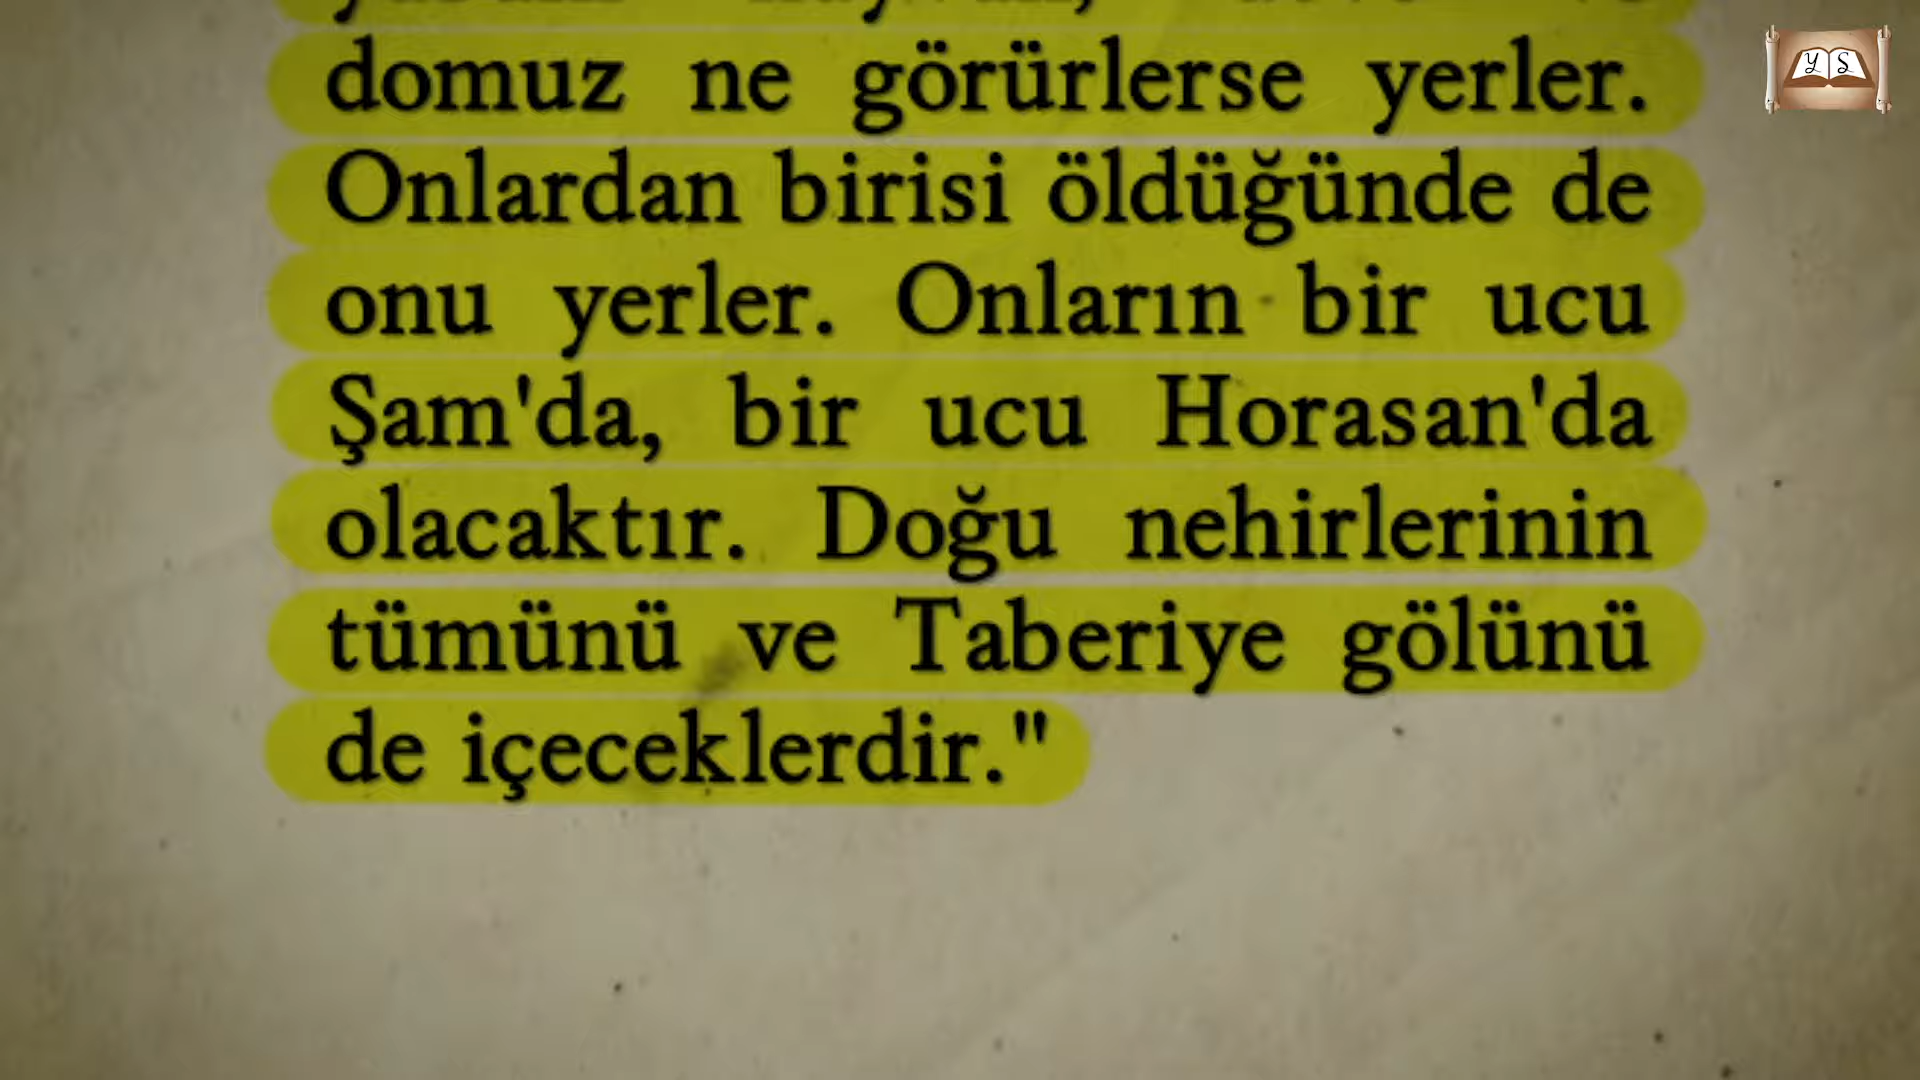 domuz ne görürlerse yerler.
Onlardan birisi öldüğünde de
onu yerler. Onların bir ucu
Şam'da, bir ucu Horasan'da
olacaktır. Doğu nehirlerinin
tümünü ve Taberiye gölünü
de içeceklerdir."
Y S